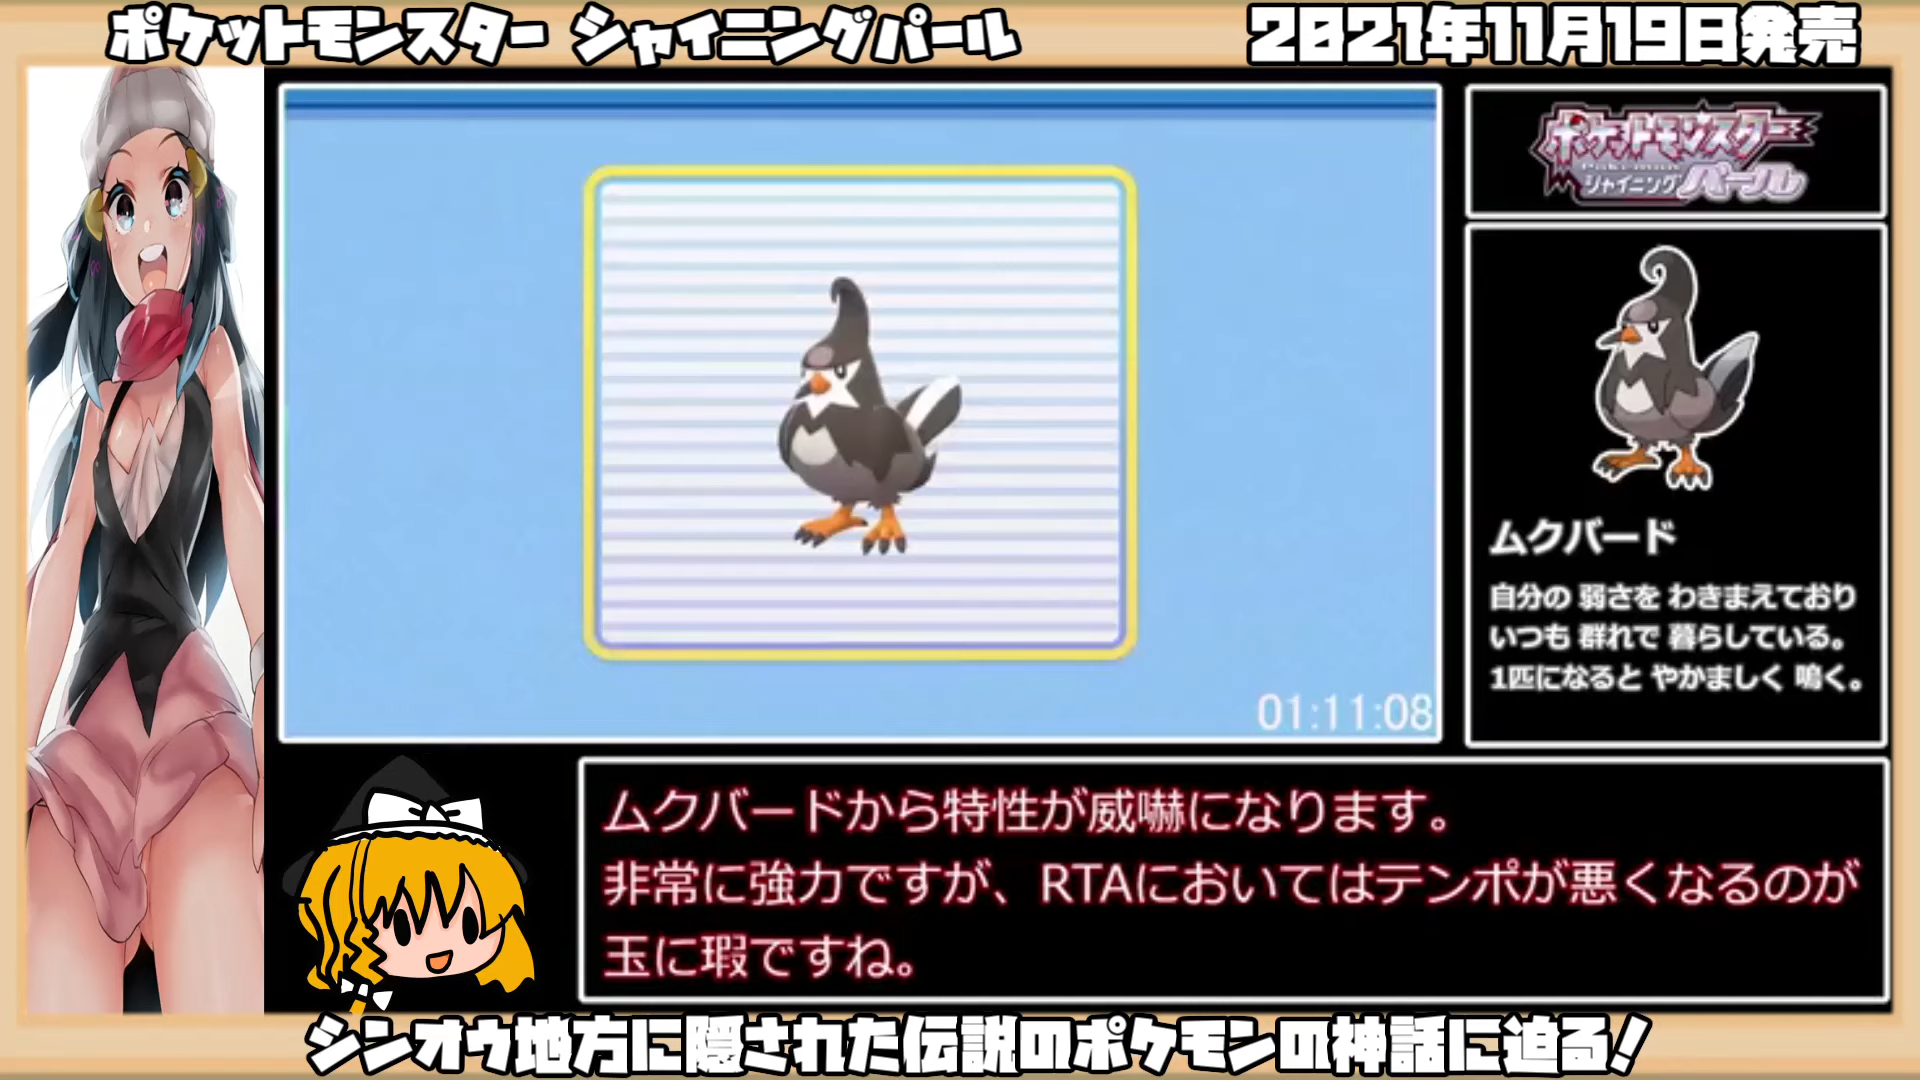 ポケットモンスター シャイニングパール
2021年11月19日発売
ポケットモンスター
シャイニングパール
ムクバード
自分の 弱さを わきまえており
いつも 群れで 暮らしている。
1匹になると やかましく 鳴く。
01:11:08
ムクバードから特性が威嚇になります。
非常に強力ですが、RTAにおいてはテンポが悪くなるのが
玉に瑕ですね。
シンオウ地方に隠された伝説のポケモンの神話に迫る!